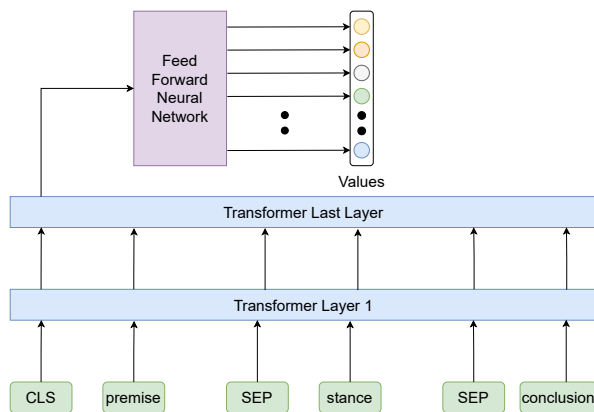 Feed
Forward
Neural
Network
Values
Transformer Last Layer
Transformer Layer 1
CLS
premise
SEP
stance
SEP
conclusion